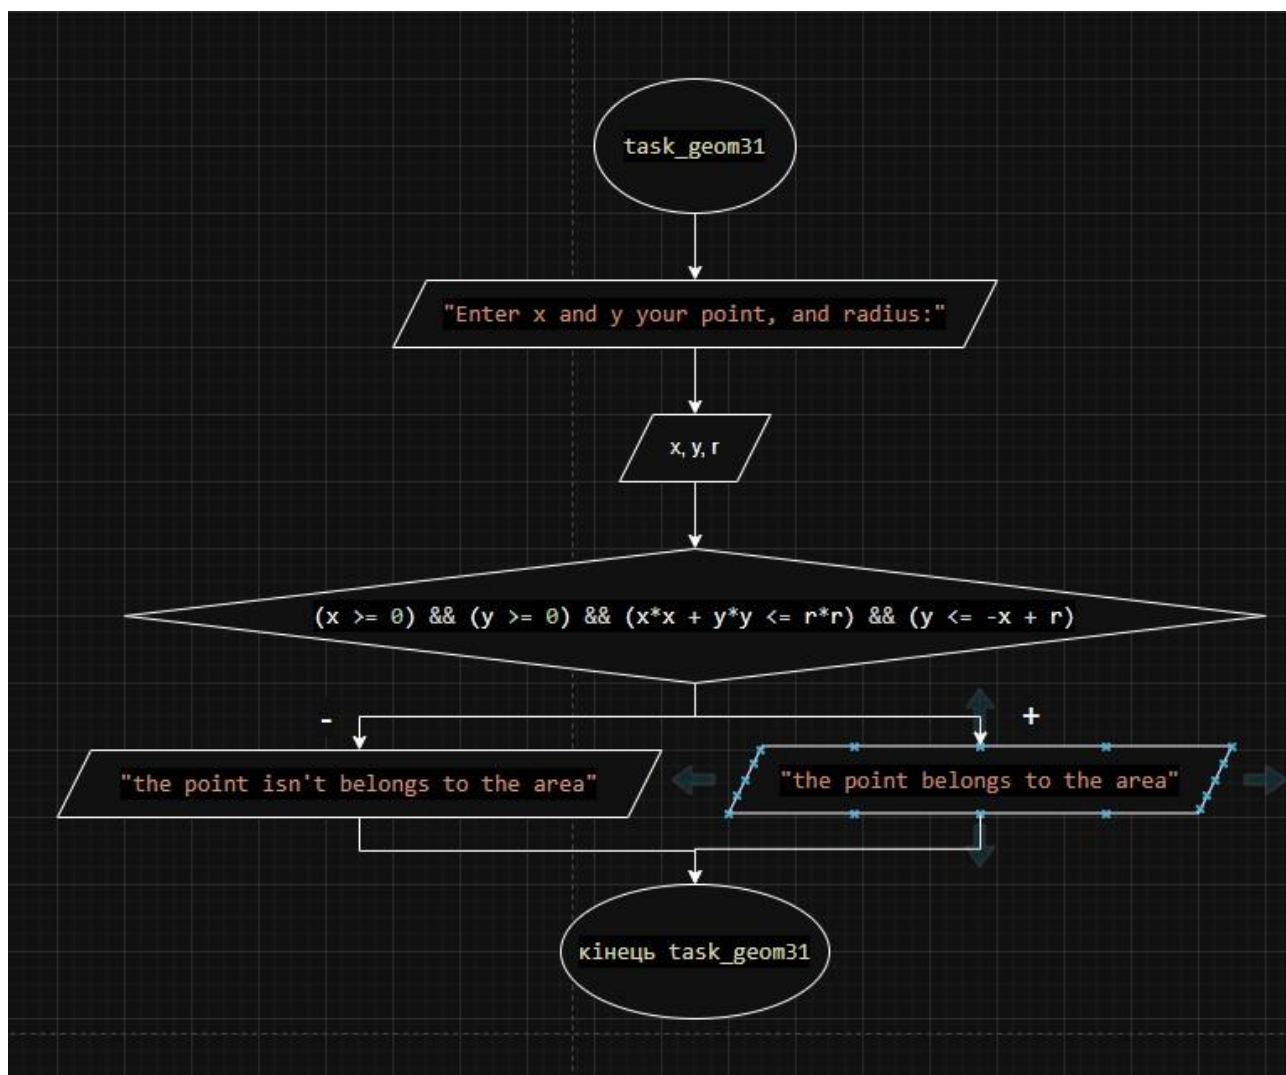 task_geom31
"Enter x and y your point, and radius:"
x, y, r
(x >= 0) && (y >= 0) && (x*x + y*y <= r*r) && (y <= -x + r)
-
+
"the point isn't belongs to the area"
"the point belongs to the area"
кінець task_geom31